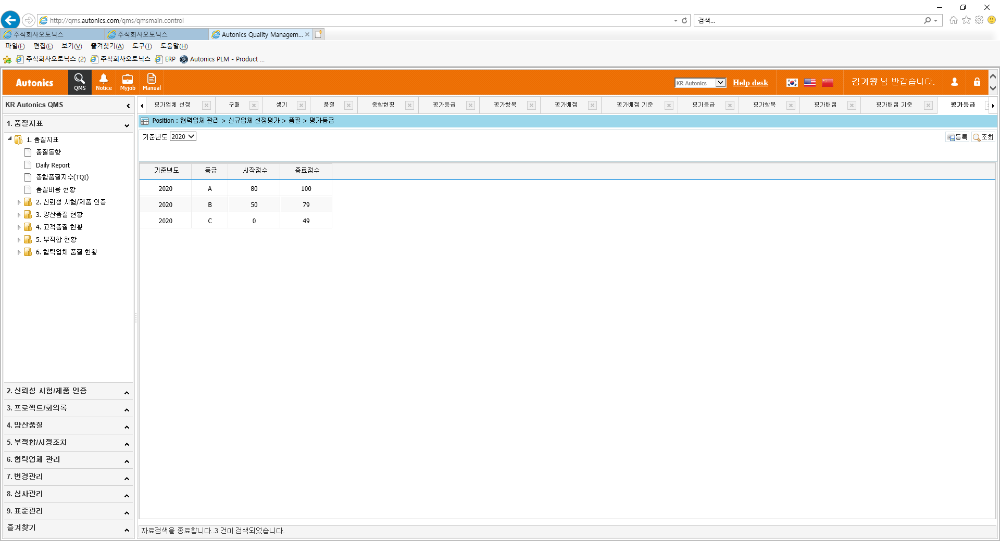 http://qms.autonics.com/qms/qmsmain.control
검색...
주식회사오토닉스
주식회사오토닉스
Autonics Quality Managem...
파일(F) 편집(E) 보기(V) 즐겨찾기(A) 도구(T) 도움말(H)
주식회사오토닉스 (2) 주식회사오토닉스 ERP Autonics PLM - Product ...
Autonics
QMS Notice Myjob Manual
KR Autonics Help desk 김기왕 님 반갑습니다.
KR Autonics QMS
평가업체 선정 구매 생기 품질 종합현황 평가등급 평가항목 평가배점 평가배점 기준 평가등급 평가항목 평가배점 평가배점 기준 평가등급
1. 품질지표
1. 품질지표
품질동향
Daily Report
종합품질지수(TQI)
품질비용 현황
2. 신뢰성 시험/제품 인증
3. 양산품질 현황
4. 고객품질 현황
5. 부적합 현황
6. 협력업체 품질 현황
2. 신뢰성 시험/제품 인증
3. 프로젝트/회의록
4. 양산품질
5. 부적합/시정조치
6. 협력업체 관리
7. 변경관리
8. 심사관리
9. 표준관리
즐겨찾기
Position : 협력업체 관리 > 신규업체 선정평가 > 품질 > 평가등급
기준년도 2020 등록 조회
기준년도 등급 시작점수 종료점수
2020 A 80 100
2020 B 50 79
2020 C 0 49
자료검색을 종료합니다..3 건이 검색되었습니다.